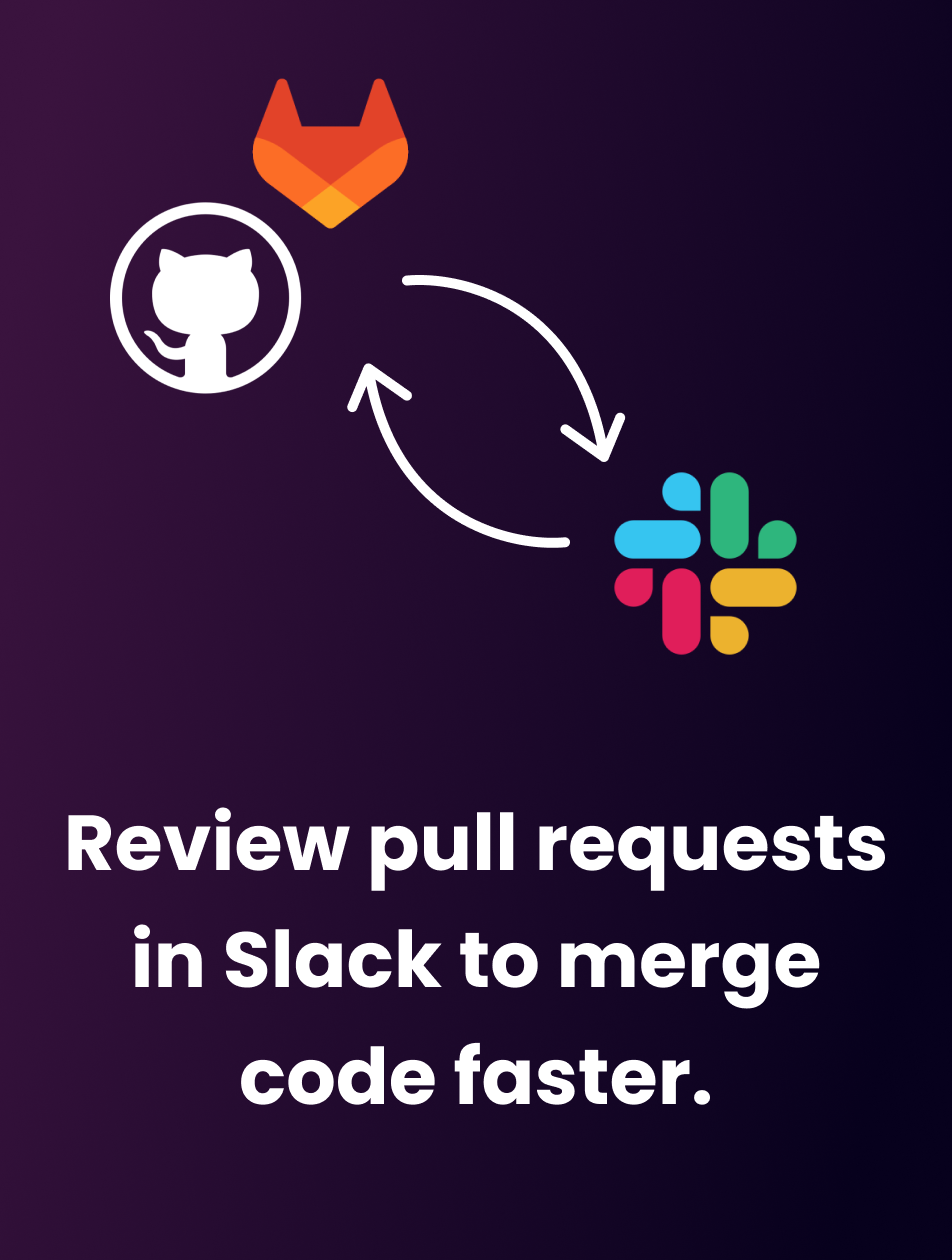 Review pull requests
in Slack to merge
code faster.